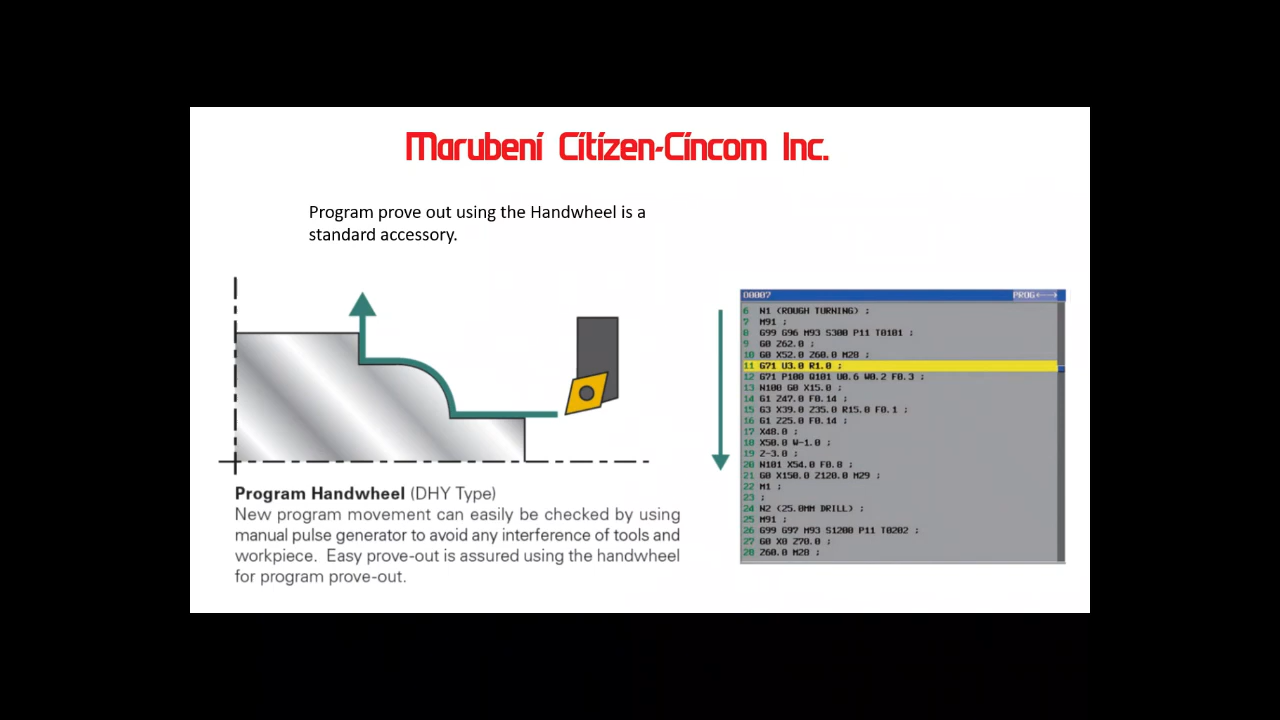 Marubeni Citizen-Cincom Inc.
Program prove out using the Handwheel is a
standard accessory.
Program Handwheel (DHY Type)
New program movement can easily be checked by using
manual pulse generator to avoid any interference of tools and
workpiece. Easy prove-out is assured using the handwheel
for program prove-out.
O0007 PROG←→
6 N1 (ROUGH TURNING) ;
7 M91 ;
8 G99 G96 M93 S300 P11 T0101 ;
9 G0 Z62.0 ;
10 G0 X52.0 Z60.0 M28 ;
11 G71 U3.0 R1.0 ;
12 G71 P100 Q101 U0.6 W0.2 F0.3 ;
13 N100 G0 X15.0 ;
14 G1 Z47.0 F0.14 ;
15 G3 X39.0 Z35.0 R15.0 F0.1 ;
16 G1 Z25.0 F0.14 ;
17 X48.0 ;
18 X50.0 W-1.0 ;
19 Z-3.0 ;
20 N101 X54.0 F0.8 ;
21 G0 X150.0 Z120.0 M29 ;
22 M1 ;
23 ;
24 N2 (25.0MM DRILL) ;
25 M91 ;
26 G99 G97 M93 S1200 P11 T0202 ;
27 G0 X0 Z70.0 ;
28 Z60.0 M28 ;